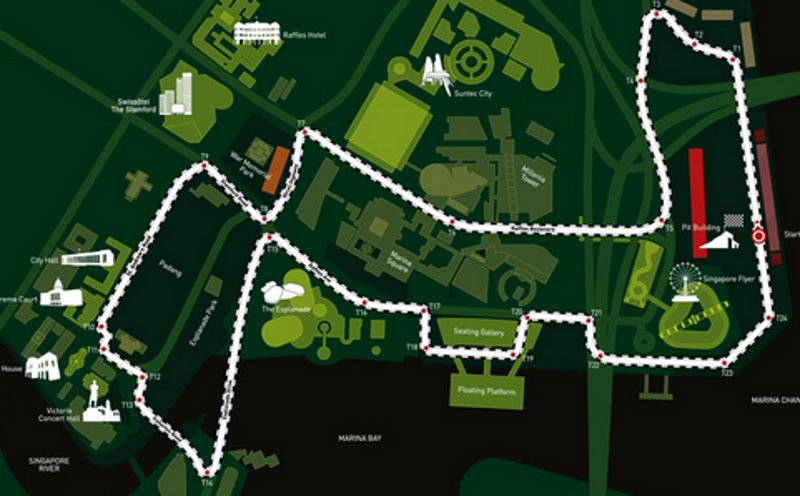 T3
T2
T1
Raffles Hotel
T4
Suntec City
Swissôtel
The Stamford
T7
War Memorial
Park
T9
Millenia
Tower
T8
T6
Raffles Boulevard
T5
Pit Building
Start
T15
Marina
Square
City Hall
Padang
Singapore Flyer
reme Court
Esplanade Park
The Esplanade
T16
T17
T20
T21
T24
T10
Seating Gallery
T11
T18
T19
T22
T23
House
T12
Floating Platform
T13
Victoria
Concert Hall
MARINA CHAN
MARINA BAY
SINGAPORE
RIVER
T14